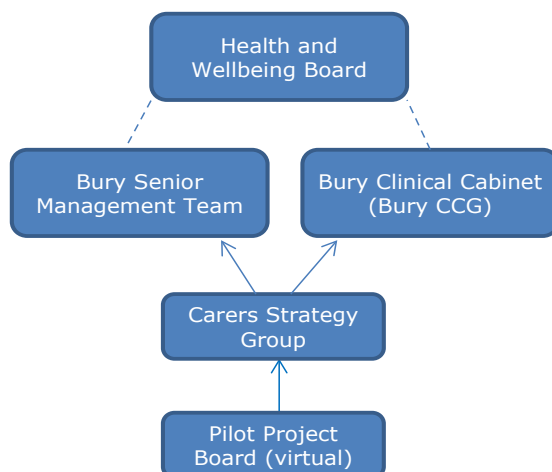 Health and
Wellbeing Board
Bury Senior
Management Team
Bury Clinical Cabinet
(Bury CCG)
Carers Strategy
Group
Pilot Project
Board (virtual)